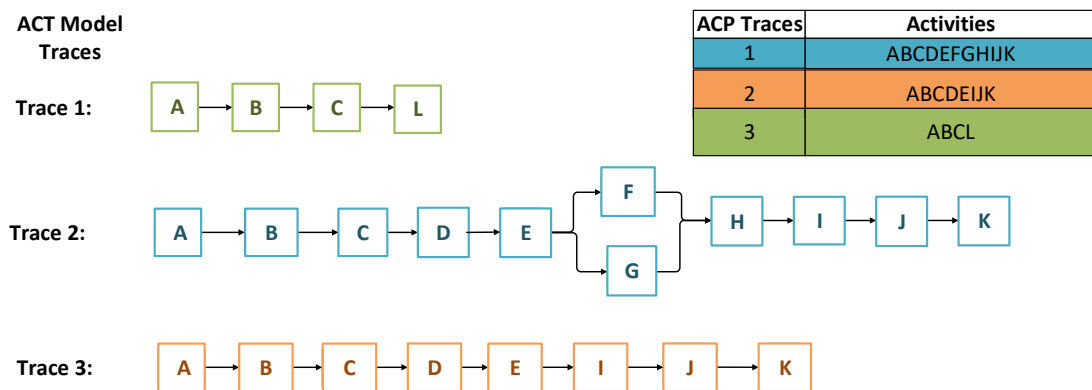 ACT Model
Traces
ACP Traces Activities
1 ABCDEFGHIJK
2 ABCDEIJK
3 ABCL
Trace 1: A B C L
Trace 2: A B C D E F G H I J K
Trace 3: A B C D E I J K